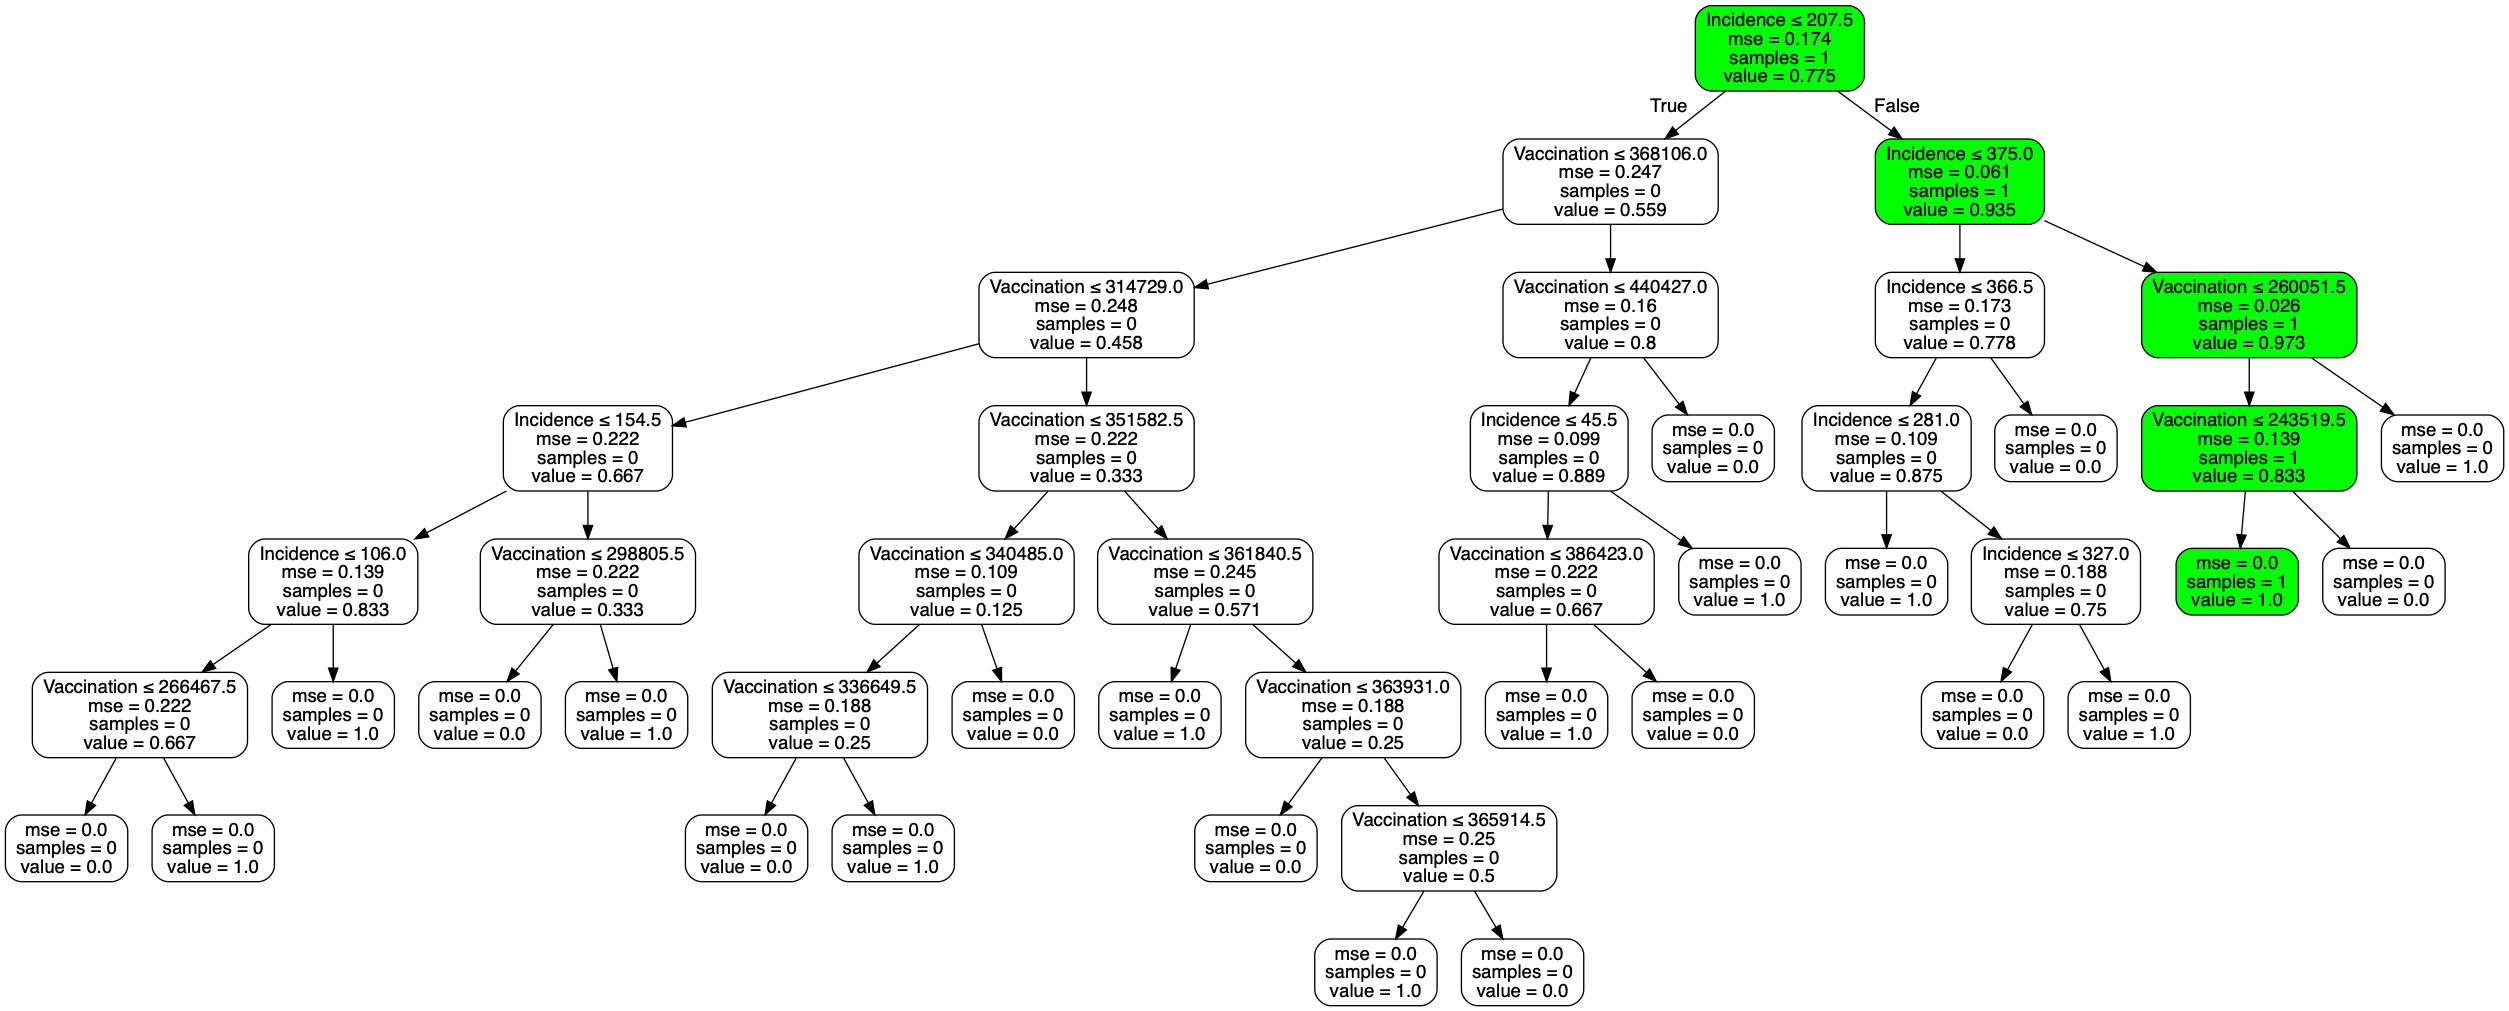 Incidence ≤ 207.5
mse = 0.174
samples = 1
value = 0.775
True
False
Vaccination ≤ 368106.0
mse = 0.247
samples = 0
value = 0.559
Incidence ≤ 375.0
mse = 0.061
samples = 1
value = 0.935
Vaccination ≤ 314729.0
mse = 0.248
samples = 0
value = 0.458
Vaccination ≤ 440427.0
mse = 0.16
samples = 0
value = 0.8
Incidence ≤ 366.5
mse = 0.173
samples = 0
value = 0.778
Vaccination ≤ 260051.5
mse = 0.026
samples = 1
value = 0.973
Incidence ≤ 154.5
mse = 0.222
samples = 0
value = 0.667
Vaccination ≤ 351582.5
mse = 0.222
samples = 0
value = 0.333
Incidence ≤ 45.5
mse = 0.099
samples = 0
value = 0.889
mse = 0.0
samples = 0
value = 0.0
Incidence ≤ 281.0
mse = 0.109
samples = 0
value = 0.875
mse = 0.0
samples = 0
value = 0.0
Vaccination ≤ 243519.5
mse = 0.139
samples = 1
value = 0.833
mse = 0.0
samples = 0
value = 1.0
Incidence ≤ 106.0
mse = 0.139
samples = 0
value = 0.833
Vaccination ≤ 298805.5
mse = 0.222
samples = 0
value = 0.333
Vaccination ≤ 340485.0
mse = 0.109
samples = 0
value = 0.125
Vaccination ≤ 361840.5
mse = 0.245
samples = 0
value = 0.571
Vaccination ≤ 386423.0
mse = 0.222
samples = 0
value = 0.667
mse = 0.0
samples = 0
value = 1.0
mse = 0.0
samples = 0
value = 1.0
Incidence ≤ 327.0
mse = 0.188
samples = 0
value = 0.75
mse = 0.0
samples = 1
value = 1.0
mse = 0.0
samples = 0
value = 0.0
Vaccination ≤ 266467.5
mse = 0.222
samples = 0
value = 0.667
mse = 0.0
samples = 0
value = 1.0
mse = 0.0
samples = 0
value = 0.0
mse = 0.0
samples = 0
value = 1.0
Vaccination ≤ 336649.5
mse = 0.188
samples = 0
value = 0.25
mse = 0.0
samples = 0
value = 0.0
mse = 0.0
samples = 0
value = 1.0
Vaccination ≤ 363931.0
mse = 0.188
samples = 0
value = 0.25
mse = 0.0
samples = 0
value = 1.0
mse = 0.0
samples = 0
value = 0.0
mse = 0.0
samples = 0
value = 0.0
mse = 0.0
samples = 0
value = 1.0
mse = 0.0
samples = 0
value = 0.0
mse = 0.0
samples = 0
value = 1.0
mse = 0.0
samples = 0
value = 0.0
mse = 0.0
samples = 0
value = 1.0
mse = 0.0
samples = 0
value = 0.0
Vaccination ≤ 365914.5
mse = 0.25
samples = 0
value = 0.5
mse = 0.0
samples = 0
value = 1.0
mse = 0.0
samples = 0
value = 0.0